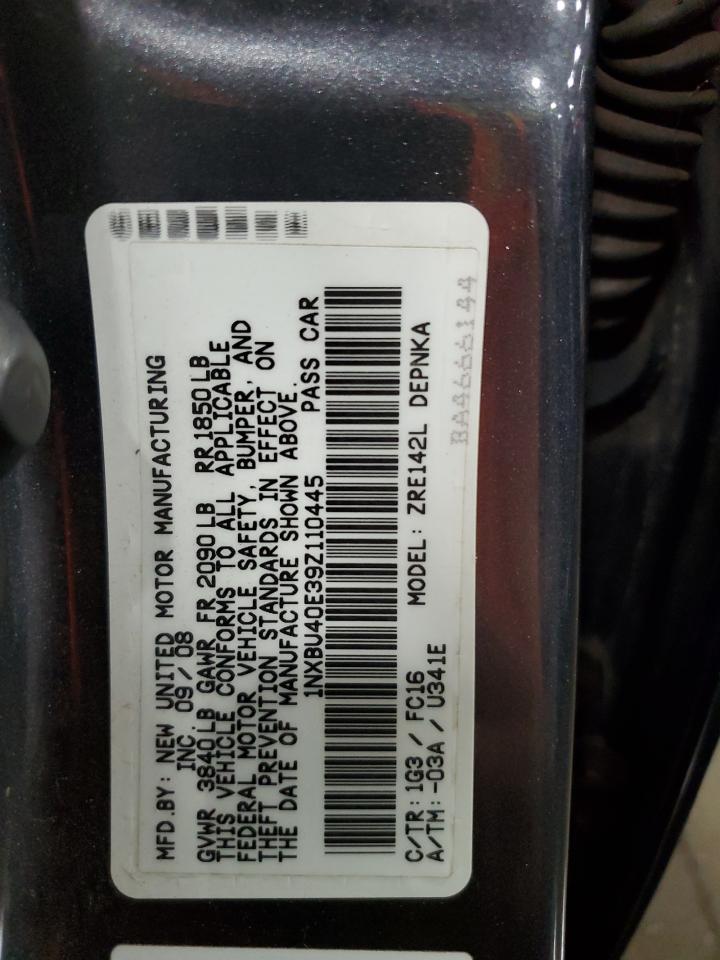 MFD.BY: NEW UNITED MOTOR MANUFACTURING
INC. 09/08
GVWR 3840LB GAWR FR 2090LB RR1850LB
THIS VEHICLE CONFORMS TO ALL APPLICABLE
FEDERAL MOTOR VEHICLE SAFETY, BUMPER, AND
THEFT PREVENTION STANDARDS IN EFFECT ON
THE DATE OF MANUFACTURE SHOWN ABOVE.
1NXBU40E39Z110445 PASS CAR
C/TR: 1G3 / FC16 MODEL: ZRE142L DEPNKA
A/TM: -03A / U341E
BA46666144